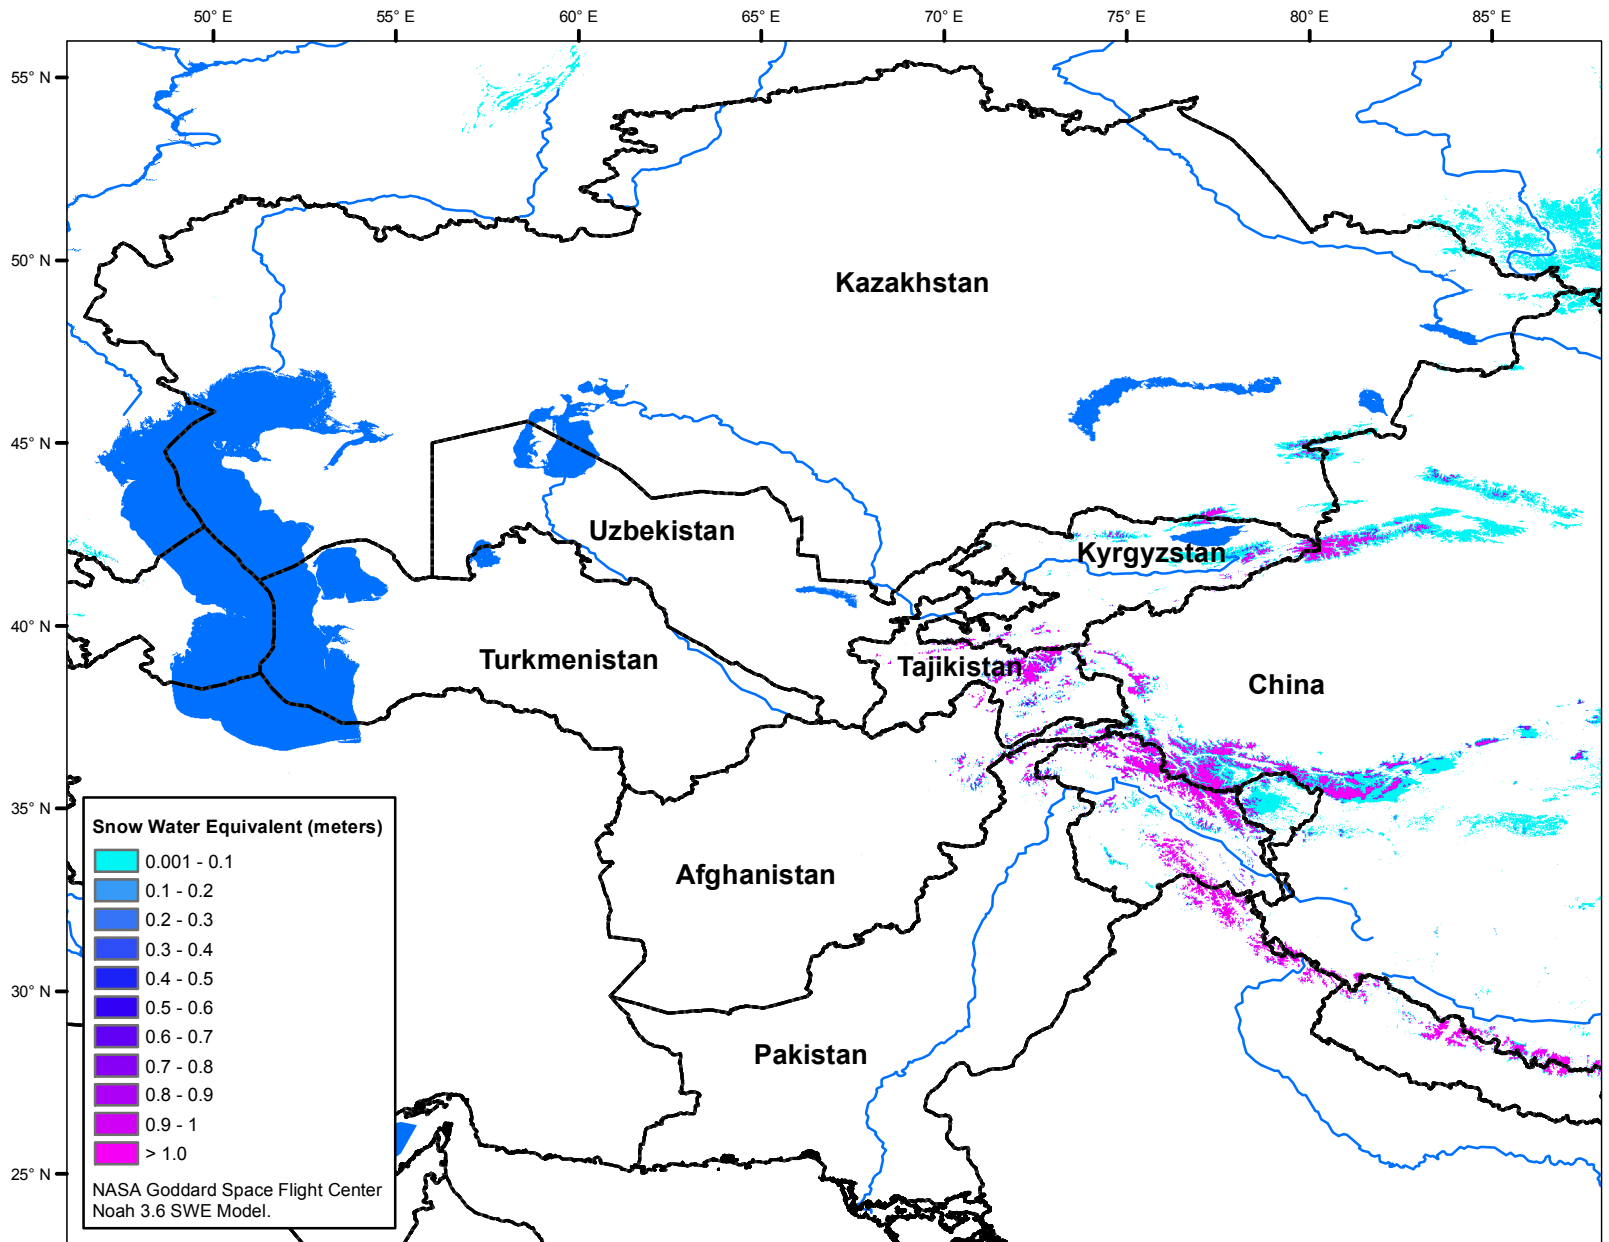 50° E 55° E 60° E 65° E 70° E 75° E 80° E 85° E
55° N
50° N
45° N
40° N
35° N
30° N
25° N
Kazakhstan
Uzbekistan
Kyrgyzstan
Turkmenistan
Tajikistan
China
Afghanistan
Pakistan
Snow Water Equivalent (meters)
0.001 - 0.1
0.1 - 0.2
0.2 - 0.3
0.3 - 0.4
0.4 - 0.5
0.5 - 0.6
0.6 - 0.7
0.7 - 0.8
0.8 - 0.9
0.9 - 1
> 1.0
NASA Goddard Space Flight Center
Noah 3.6 SWE Model.